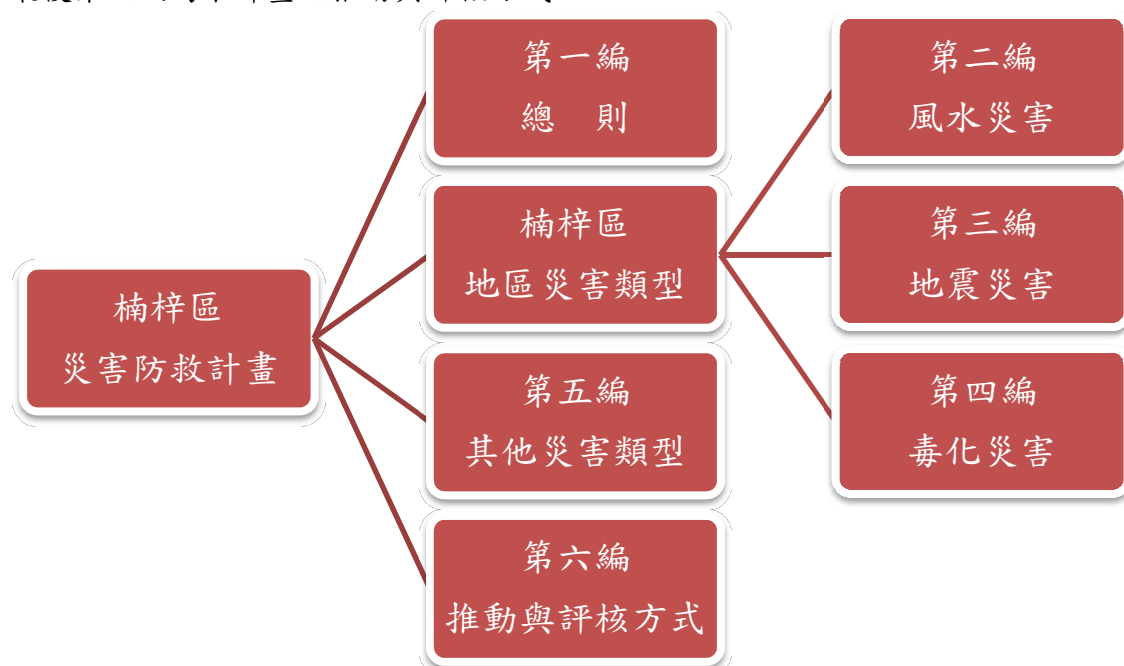 楠梓區
災害防救計畫
第一編
總　則
楠梓區
地區災害類型
第二編
風水災害
第三編
地震災害
第四編
毒化災害
第五編
其他災害類型
第六編
推動與評核方式